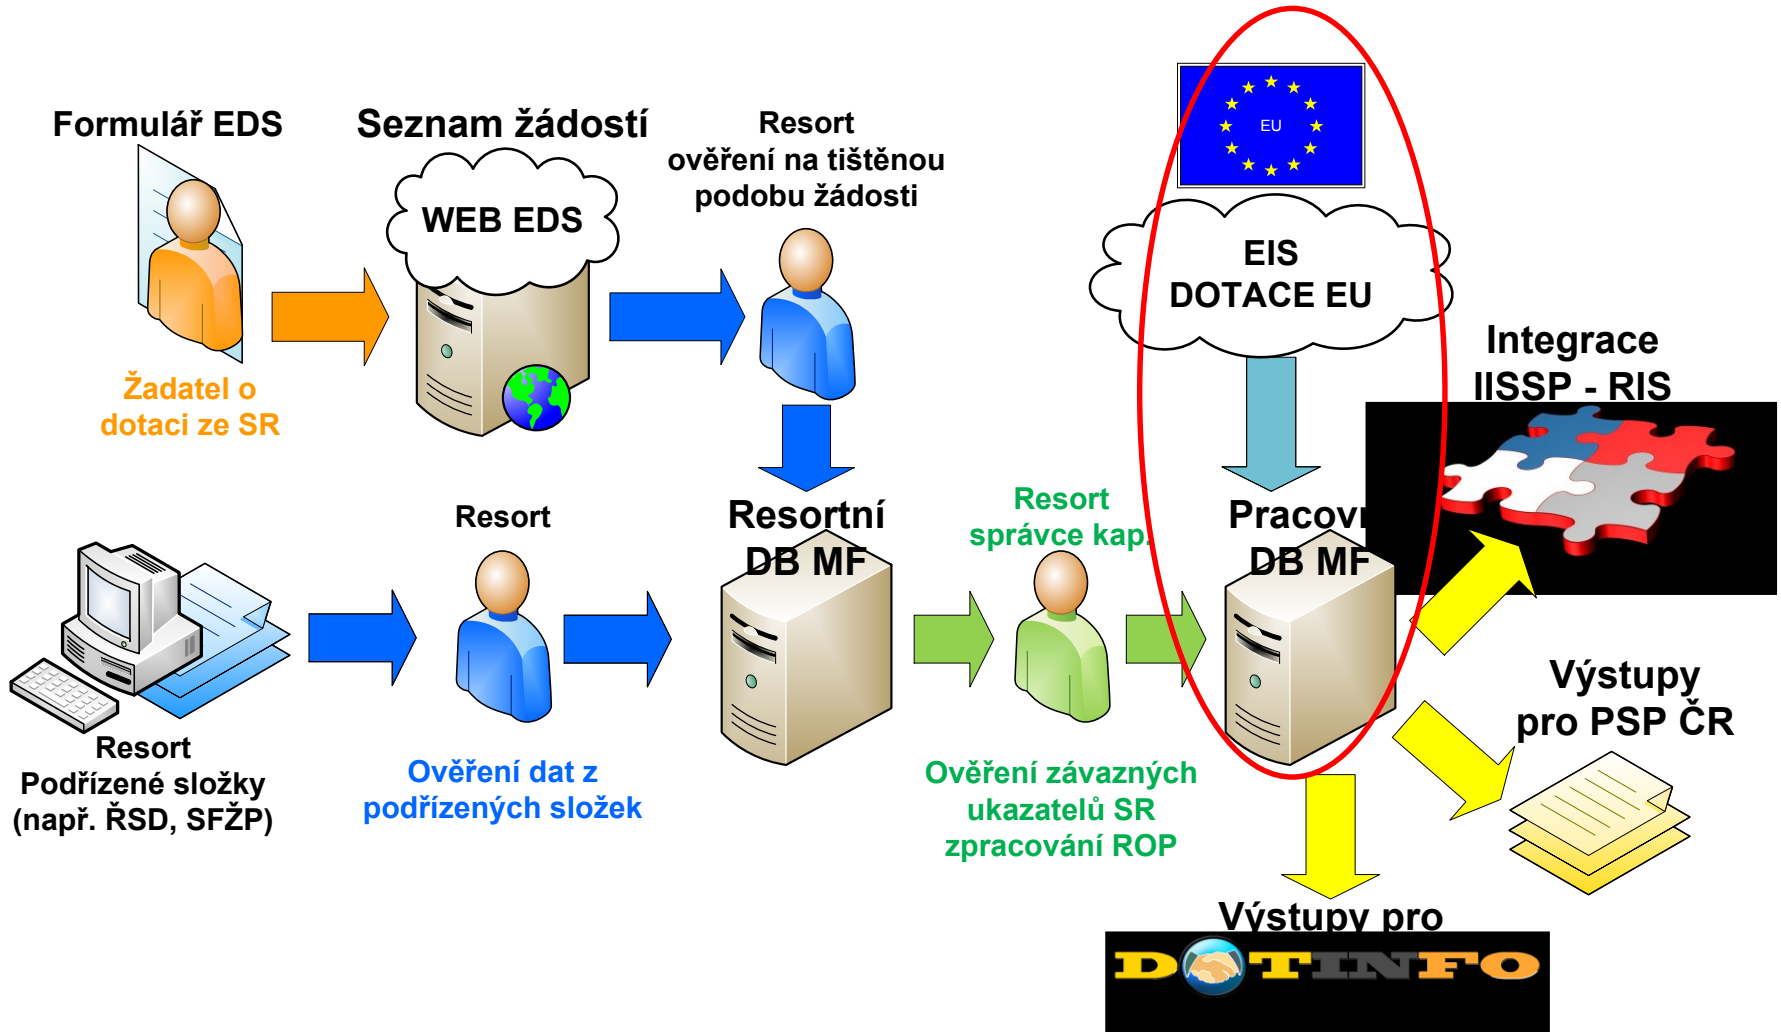 Formulář EDS
Seznam žádostí
WEB EDS
Resort
ověření na tištěnou
podobu žádosti
EU
EIS
DOTACE EU
Integrace
IISSP - RIS
Žadatel o
dotaci ze SR
Resort
Resortní
DB MF
Resort
správce kap.
Pracovn
DB MF
Resort
Podřízené složky
(např. ŘSD, SFŽP)
Ověření dat z
podřízených složek
Ověření závazných
ukazatelů SR
zpracování ROP
Výstupy
pro PSP ČR
Výstupy pro
DOTINFO